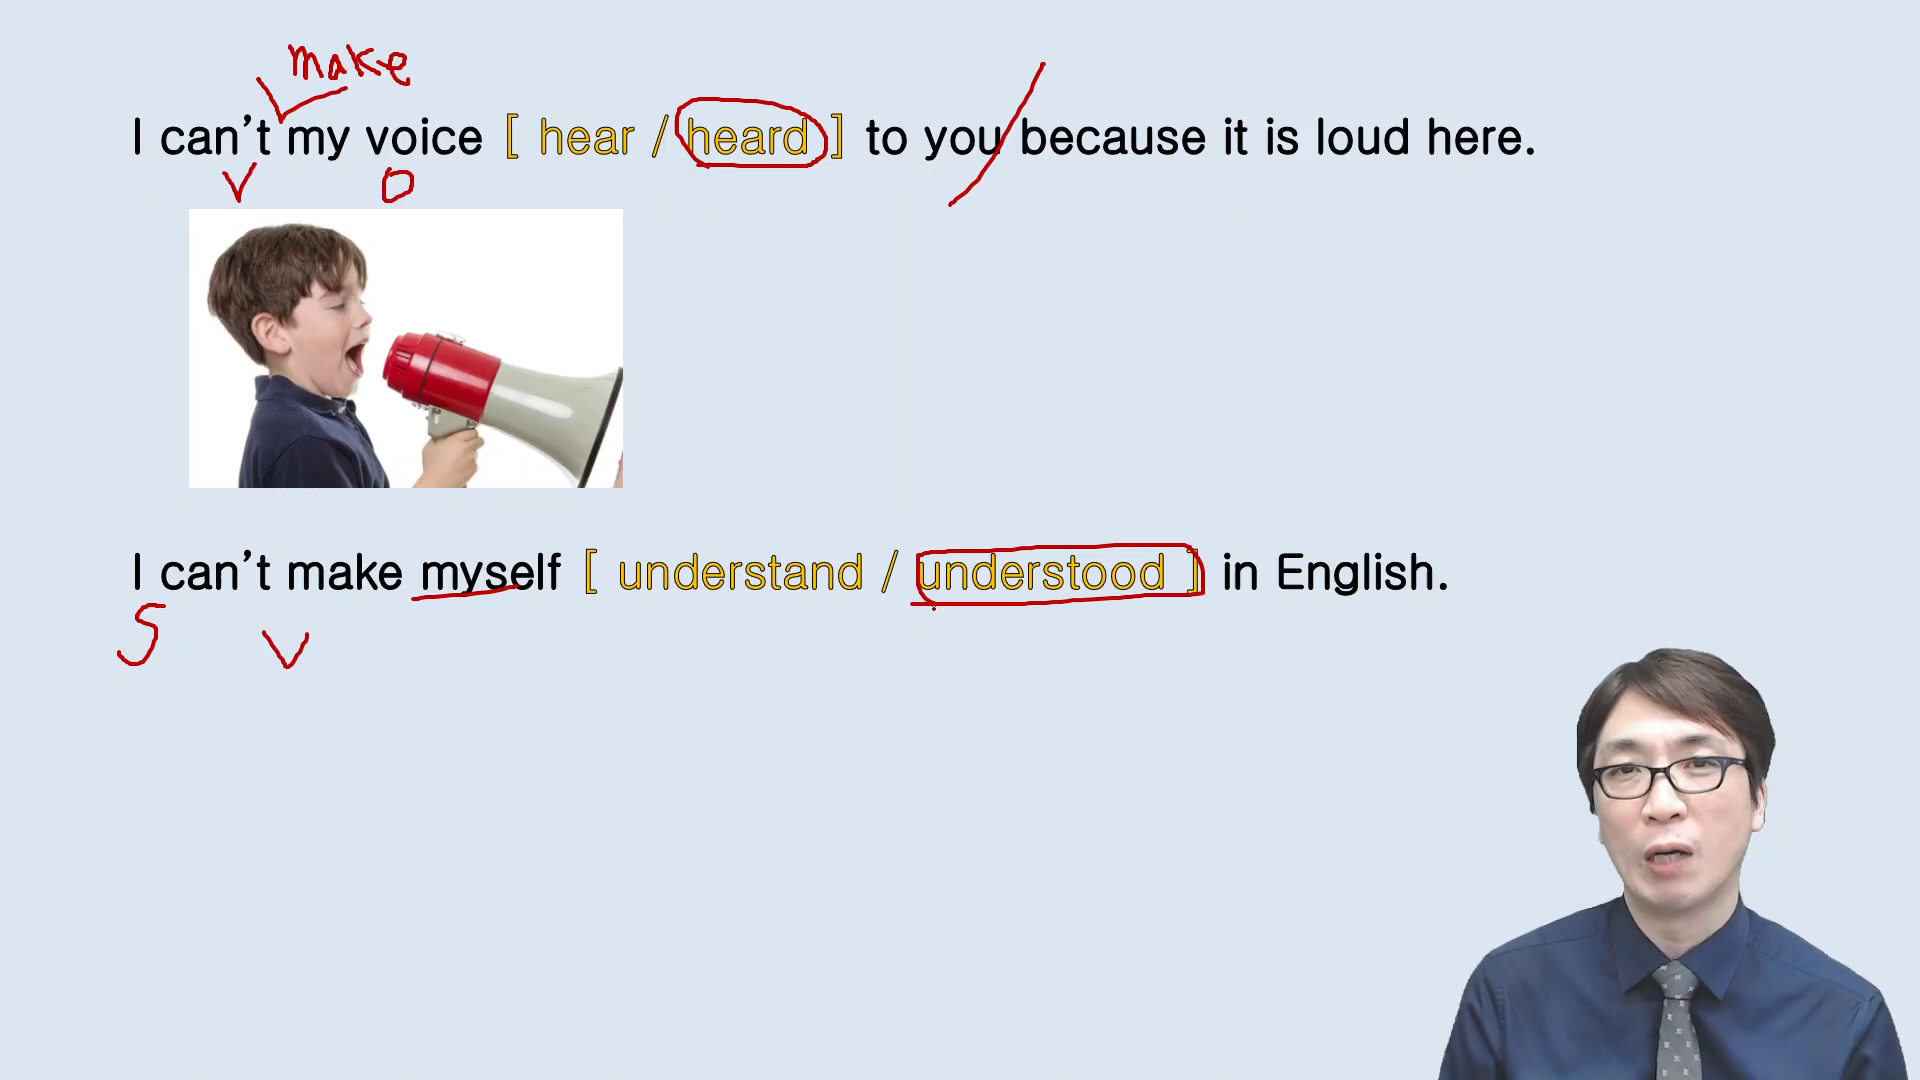 make
I can't my voice [ hear / heard ] to you because it is loud here.
V O
I can't make myself [ understand / understood ] in English.
S V